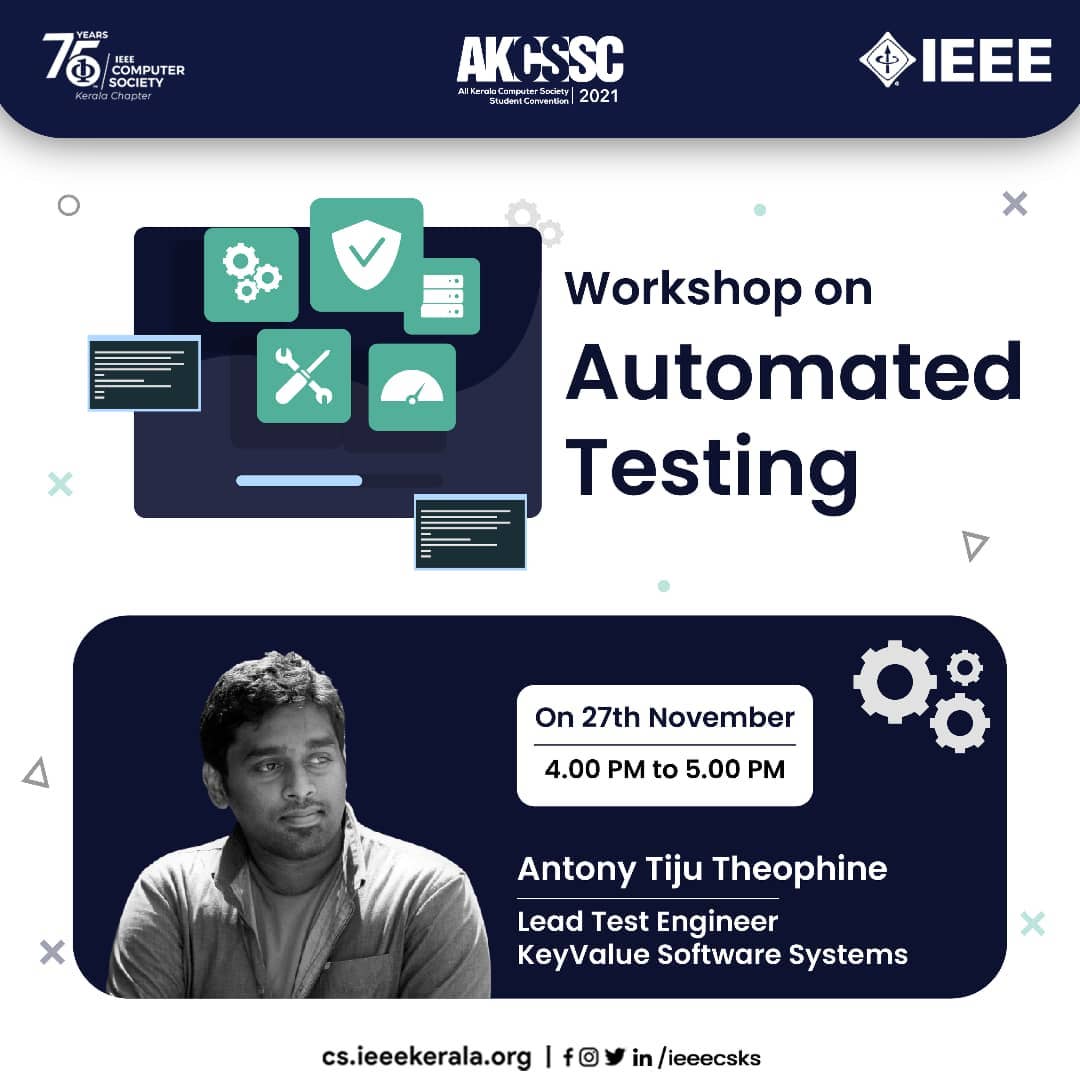 75 YEARS
IEEE
COMPUTER
SOCIETY
Kerala Chapter
AKCSSC
All Kerala Computer Society
Student Convention | 2021
IEEE
Workshop on
Automated
Testing
On 27th November
4.00 PM to 5.00 PM
Antony Tiju Theophine
Lead Test Engineer
KeyValue Software Systems
cs.ieeekerala.org | /ieeecsks